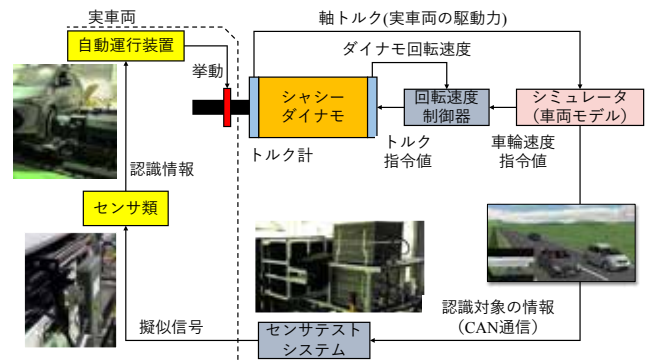 実車両
軸トルク(実車両の駆動力)
自動運行装置
ダイナモ回転速度
挙動
シャシー
ダイナモ
回転速度
制御器
シミュレータ
(車両モデル)
トルク計
トルク
指令値
車輪速度
指令値
認識情報
センサ類
認識対象の情報
(CAN通信)
擬似信号
センサテスト
システム